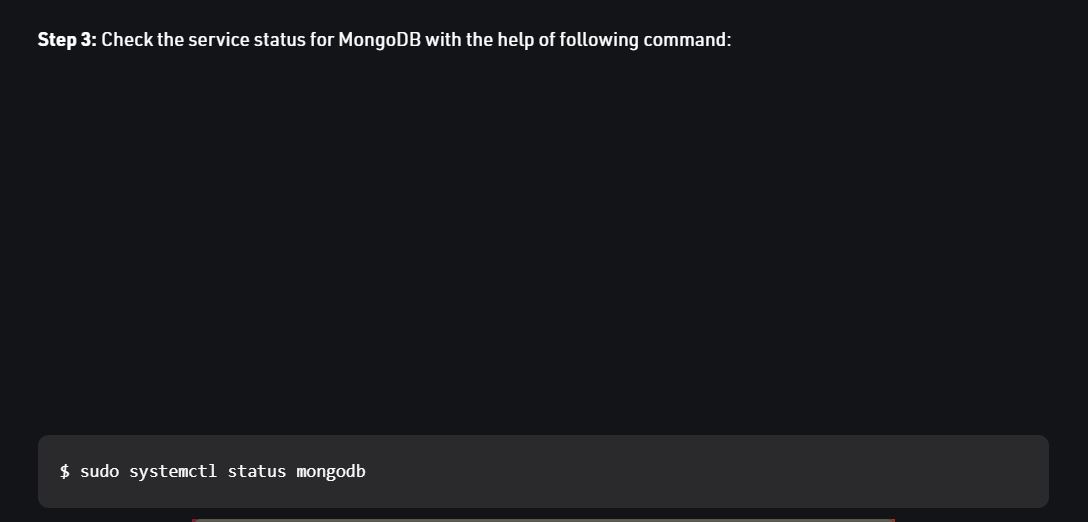 Step 3: Check the service status for MongoDB with the help of following command:
$ sudo systemctl status mongodb